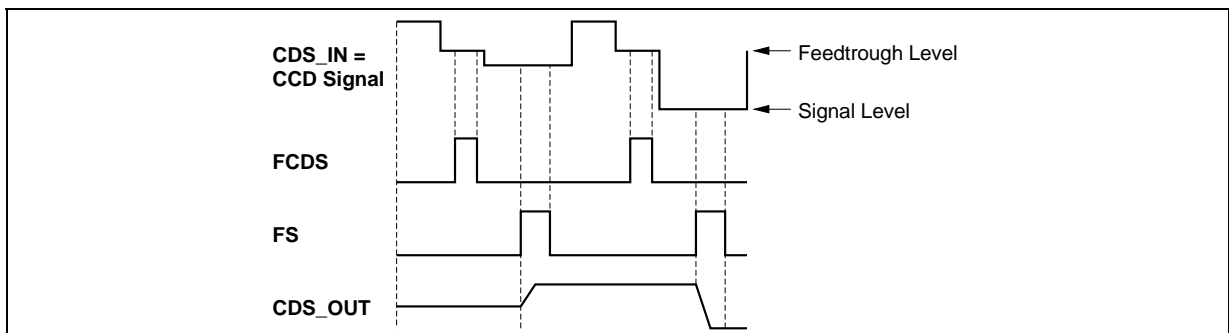 CDS_IN =
CCD Signal
Feedtrough Level
Signal Level
FCDS
FS
CDS_OUT